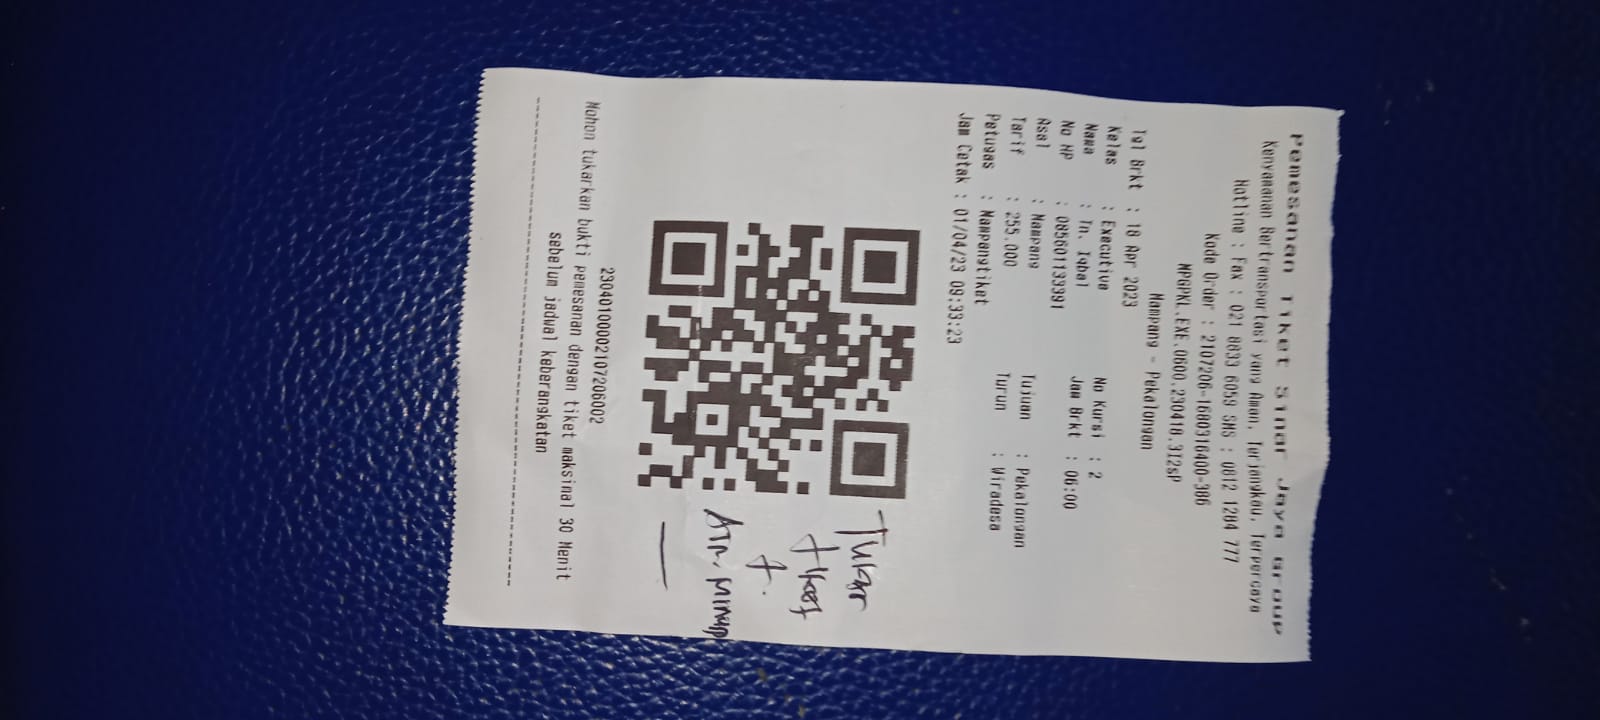 Pemesanan Tiket Sinar Jaya Group
Kenyamanan Bertransportasi yang Aman, Terjangkau, Terpercaya
Hotline : Fax : 021 8833 6059 SMS : 0812 1204 777
Kode Order : 2107206-1680316400-386
MPGPKL.EXE.0600.230418.3I2sP
Mampang - Pekalongan
Tgl Brkt : 18 Apr 2023
Kelas : Executive No Kursi : 2
Nama : Tn. Iqbal Jam Brkt : 06:00
No HP : 085601133391
Asal : Mampang Tujuan : Pekalongan
Tarif : 255.000 Turun : Wiradesa
Petugas : Mampangtiket
Jam Cetak : 01/04/23 09:33:23
Tukar
tiket
Air. Minum
23040100002107206002
Mohon tukarkan bukti pemesanan dengan tiket maksimal 30 Menit
sebelum jadwal keberangkatan